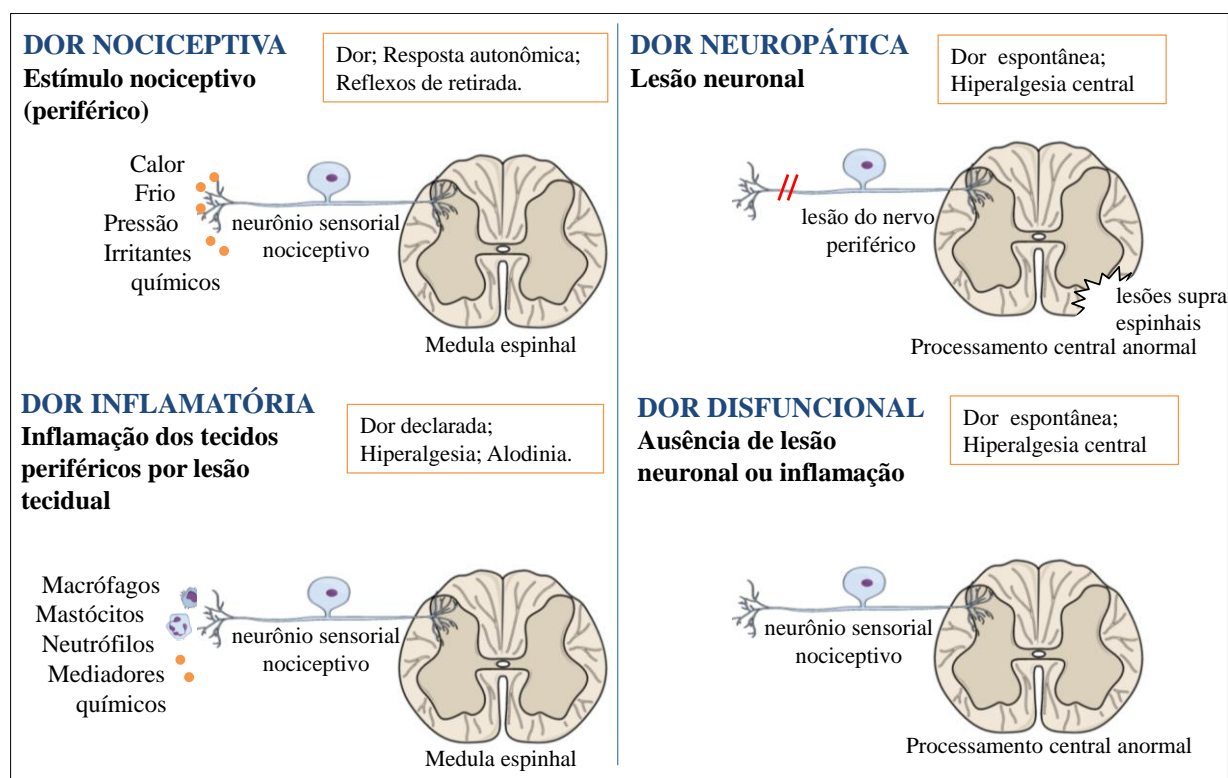 DOR NOCICEPTIVA
Estímulo nociceptivo
(periférico)
Dor; Resposta autonômica;
Reflexos de retirada.
Calor
Frio
Pressão
Irritantes
químicos
neurônio sensorial
nociceptivo
Medula espinhal
DOR NEUROPÁTICA
Lesão neuronal
Dor espontânea;
Hiperalgesia central
lesão do nervo
periférico
lesões supra
espinhais
Processamento central anormal
DOR INFLAMATÓRIA
Inflamação dos tecidos
periféricos por lesão
tecidual
Dor declarada;
Hiperalgesia; Alodinia.
Macrófagos
Mastócitos
Neutrófilos
Mediadores
químicos
neurônio sensorial
nociceptivo
Medula espinhal
DOR DISFUNCIONAL
Ausência de lesão
neuronal ou inflamação
Dor espontânea;
Hiperalgesia central
neurônio sensorial
nociceptivo
Processamento central anormal